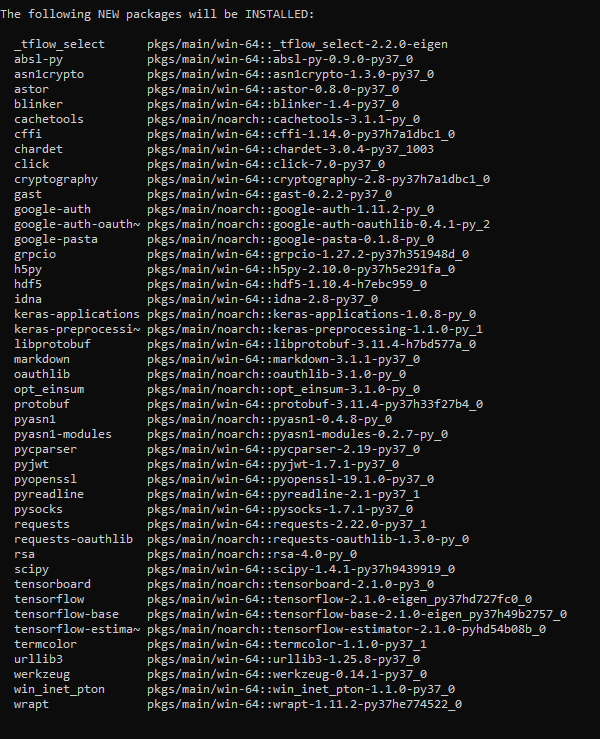 The following NEW packages will be INSTALLED:
_tflow_select pkgs/main/win-64::_tflow_select-2.2.0-eigen
absl-py pkgs/main/win-64::absl-py-0.9.0-py37_0
asn1crypto pkgs/main/win-64::asn1crypto-1.3.0-py37_0
astor pkgs/main/win-64::astor-0.8.0-py37_0
blinker pkgs/main/win-64::blinker-1.4-py37_0
cachetools pkgs/main/noarch::cachetools-3.1.1-py_0
cffi pkgs/main/win-64::cffi-1.14.0-py37h7a1dbc1_0
chardet pkgs/main/win-64::chardet-3.0.4-py37_1003
click pkgs/main/win-64::click-7.0-py37_0
cryptography pkgs/main/win-64::cryptography-2.8-py37h7a1dbc1_0
gast pkgs/main/win-64::gast-0.2.2-py37_0
google-auth pkgs/main/noarch::google-auth-1.11.2-py_0
google-auth-oauth~ pkgs/main/noarch::google-auth-oauthlib-0.4.1-py_2
google-pasta pkgs/main/noarch::google-pasta-0.1.8-py_0
grpcio pkgs/main/win-64::grpcio-1.27.2-py37h351948d_0
h5py pkgs/main/win-64::h5py-2.10.0-py37h5e291fa_0
hdf5 pkgs/main/win-64::hdf5-1.10.4-h7ebc959_0
idna pkgs/main/win-64::idna-2.8-py37_0
keras-applications pkgs/main/noarch::keras-applications-1.0.8-py_0
keras-preprocessi~ pkgs/main/noarch::keras-preprocessing-1.1.0-py_1
libprotobuf pkgs/main/win-64::libprotobuf-3.11.4-h7bd577a_0
markdown pkgs/main/win-64::markdown-3.1.1-py37_0
oauthlib pkgs/main/noarch::oauthlib-3.1.0-py_0
opt_einsum pkgs/main/noarch::opt_einsum-3.1.0-py_0
protobuf pkgs/main/win-64::protobuf-3.11.4-py37h33f27b4_0
pyasn1 pkgs/main/noarch::pyasn1-0.4.8-py_0
pyasn1-modules pkgs/main/noarch::pyasn1-modules-0.2.7-py_0
pycparser pkgs/main/win-64::pycparser-2.19-py37_0
pyjwt pkgs/main/win-64::pyjwt-1.7.1-py37_0
pyopenssl pkgs/main/win-64::pyopenssl-19.1.0-py37_0
pyreadline pkgs/main/win-64::pyreadline-2.1-py37_1
pysocks pkgs/main/win-64::pysocks-1.7.1-py37_0
requests pkgs/main/win-64::requests-2.22.0-py37_1
requests-oauthlib pkgs/main/noarch::requests-oauthlib-1.3.0-py_0
rsa pkgs/main/noarch::rsa-4.0-py_0
scipy pkgs/main/win-64::scipy-1.4.1-py37h9439919_0
tensorboard pkgs/main/noarch::tensorboard-2.1.0-py3_0
tensorflow pkgs/main/win-64::tensorflow-2.1.0-eigen_py37hd727fc0_0
tensorflow-base pkgs/main/win-64::tensorflow-base-2.1.0-eigen_py37h49b2757_0
tensorflow-estima~ pkgs/main/noarch::tensorflow-estimator-2.1.0-pyhd54b08b_0
termcolor pkgs/main/win-64::termcolor-1.1.0-py37_1
urllib3 pkgs/main/win-64::urllib3-1.25.8-py37_0
werkzeug pkgs/main/win-64::werkzeug-0.14.1-py37_0
win_inet_pton pkgs/main/win-64::win_inet_pton-1.1.0-py37_0
wrapt pkgs/main/win-64::wrapt-1.11.2-py37he774522_0